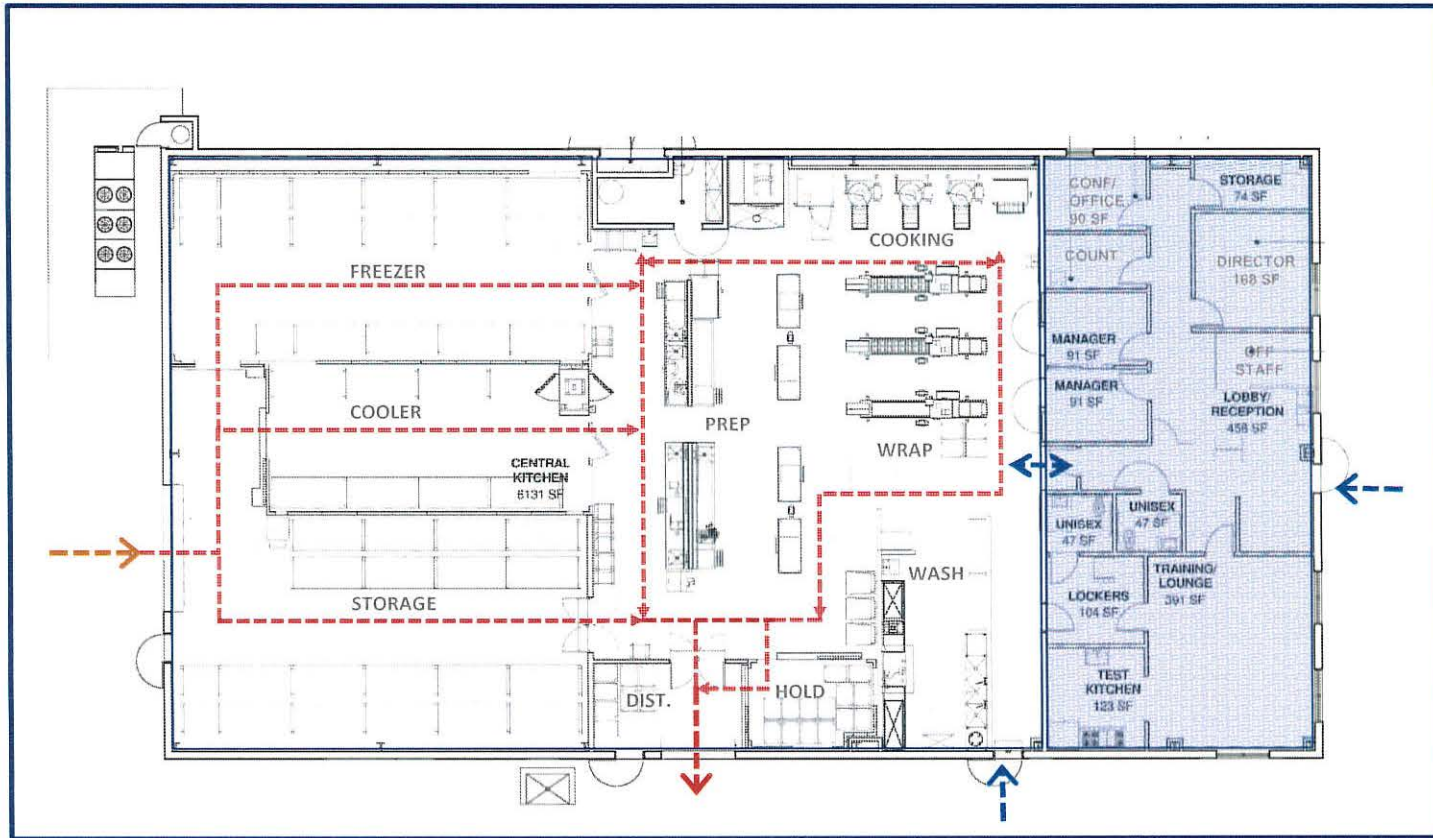 FREEZER
COOLER
CENTRAL
KITCHEN
6131 SF
STORAGE
COOKING
PREP
WRAP
WASH
DIST.
HOLD
CONF/
OFFICE
90 SF
STORAGE
74 SF
COUNT
DIRECTOR
168 SF
MANAGER
91 SF
MANAGER
91 SF
OFF
STAFF
LOBBY/
RECEPTION
458 SF
UNISEX
47 SF
UNISEX
47 SF
LOCKERS
104 SF
TRAINING/
LOUNGE
391 SF
TEST
KITCHEN
123 SF